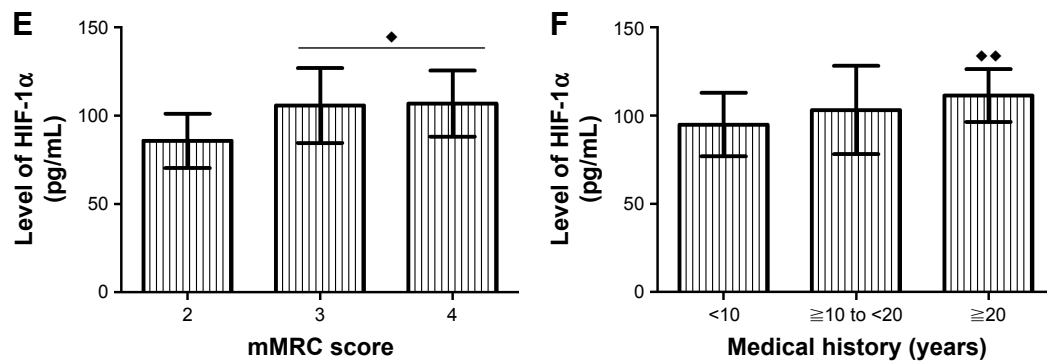 E
Level of HIF-1α
(pg/mL)
150
100
50
0
2 3 4
mMRC score
F
Level of HIF-1α
(pg/mL)
150
100
50
0
<10 ≧10 to <20 ≧20
Medical history (years)